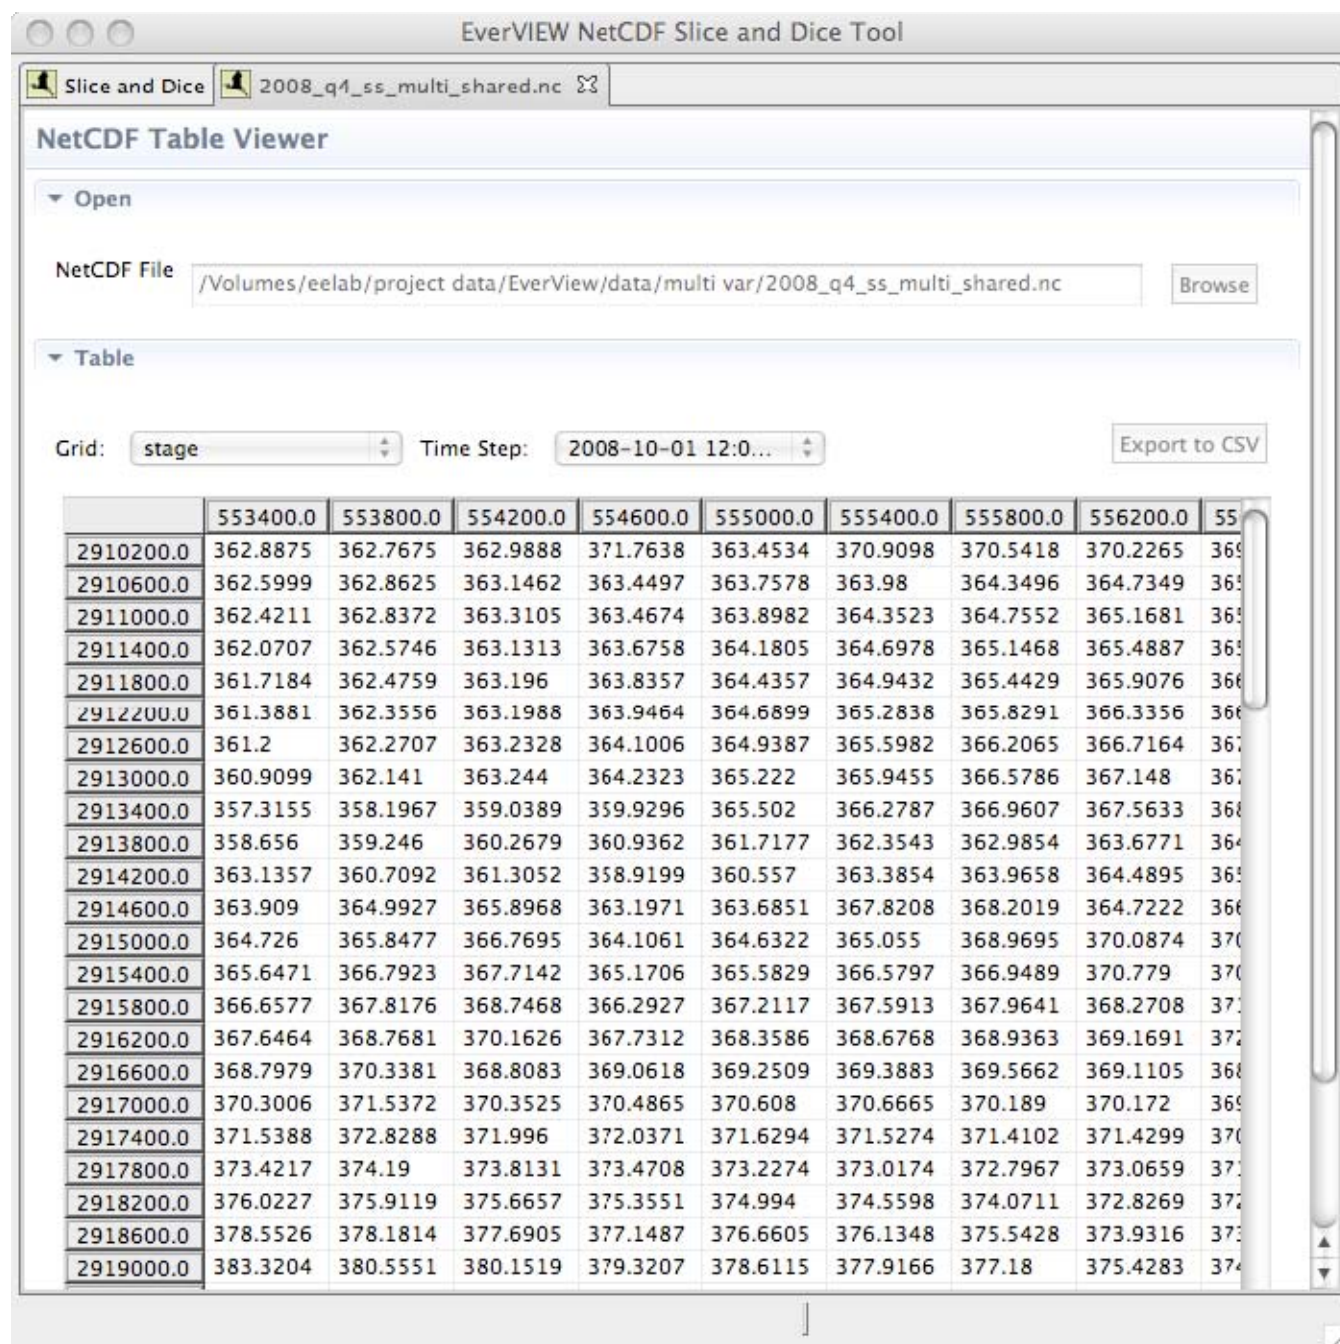 EverVIEW NetCDF Slice and Dice Tool
Slice and Dice 2008_q4_ss_multi_shared.nc
NetCDF Table Viewer
Open
NetCDF File /Volumes/eelab/project data/EverView/data/multi var/2008_q4_ss_multi_shared.nc Browse
Table
Grid: stage Time Step: 2008-10-01 12:0... Export to CSV
553400.0 553800.0 554200.0 554600.0 555000.0 555400.0 555800.0 556200.0 55
2910200.0 362.8875 362.7675 362.9888 371.7638 363.4534 370.9098 370.5418 370.2265 369
2910600.0 362.5999 362.8625 363.1462 363.4497 363.7578 363.98 364.3496 364.7349 365
2911000.0 362.4211 362.8372 363.3105 363.4674 363.8982 364.3523 364.7552 365.1681 365
2911400.0 362.0707 362.5746 363.1313 363.6758 364.1805 364.6978 365.1468 365.4887 365
2911800.0 361.7184 362.4759 363.196 363.8357 364.4357 364.9432 365.4429 365.9076 366
2912200.0 361.3881 362.3556 363.1988 363.9464 364.6899 365.2838 365.8291 366.3356 366
2912600.0 361.2 362.2707 363.2328 364.1006 364.9387 365.5982 366.2065 366.7164 367
2913000.0 360.9099 362.141 363.244 364.2323 365.222 365.9455 366.5786 367.148 367
2913400.0 357.3155 358.1967 359.0389 359.9296 365.502 366.2787 366.9607 367.5633 368
2913800.0 358.656 359.246 360.2679 360.9362 361.7177 362.3543 362.9854 363.6771 364
2914200.0 363.1357 360.7092 361.3052 358.9199 360.557 363.3854 363.9658 364.4895 365
2914600.0 363.909 364.9927 365.8968 363.1971 363.6851 367.8208 368.2019 364.7222 366
2915000.0 364.726 365.8477 366.7695 364.1061 364.6322 365.055 368.9695 370.0874 370
2915400.0 365.6471 366.7923 367.7142 365.1706 365.5829 366.5797 366.9489 370.779 370
2915800.0 366.6577 367.8176 368.7468 366.2927 367.2117 367.5913 367.9641 368.2708 371
2916200.0 367.6464 368.7681 370.1626 367.7312 368.3586 368.6768 368.9363 369.1691 372
2916600.0 368.7979 370.3381 368.8083 369.0618 369.2509 369.3883 369.5662 369.1105 368
2917000.0 370.3006 371.5372 370.3525 370.4865 370.608 370.6665 370.189 370.172 369
2917400.0 371.5388 372.8288 371.996 372.0371 371.6294 371.5274 371.4102 371.4299 370
2917800.0 373.4217 374.19 373.8131 373.4708 373.2274 373.0174 372.7967 373.0659 371
2918200.0 376.0227 375.9119 375.6657 375.3551 374.994 374.5598 374.0711 372.8269 372
2918600.0 378.5526 378.1814 377.6905 377.1487 376.6605 376.1348 375.5428 373.9316 373
2919000.0 383.3204 380.5551 380.1519 379.3207 378.6115 377.9166 377.18 375.4283 374